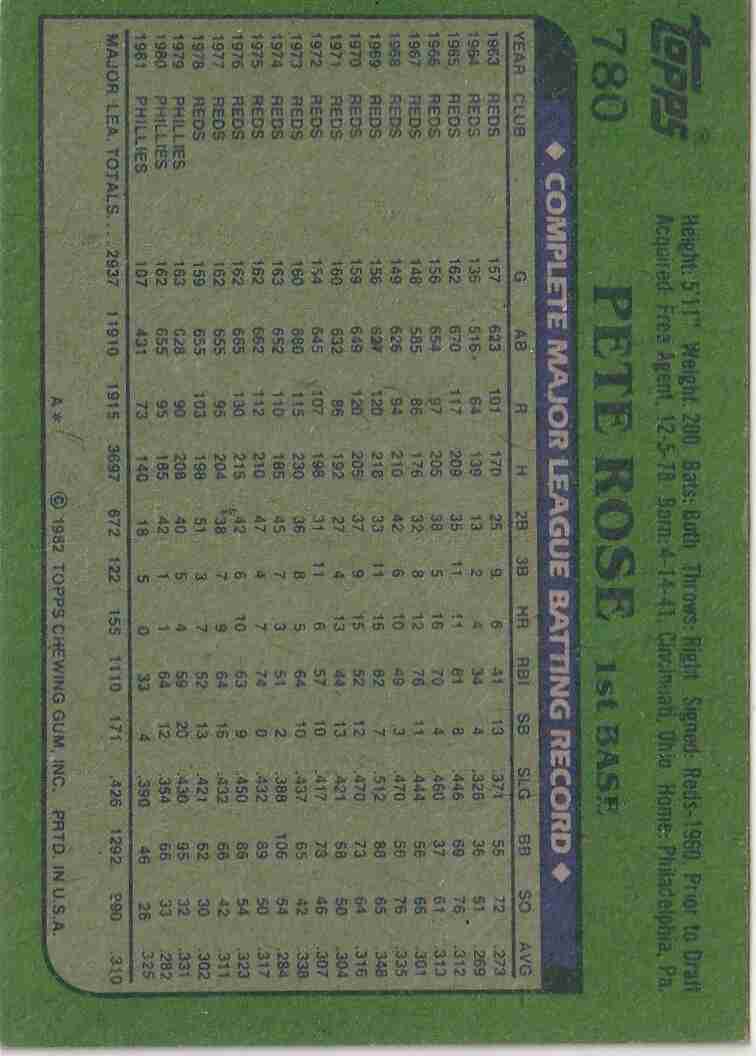 topps®
780
Height: 5'11" Weight: 200 Bats: Both Throws: Right Signed: Reds-1960 Prior to Draft
Acquired: Free Agent, 12-5-78 Born: 4-14-41, Cincinnati, Ohio Home: Philadelphia, Pa.
PETE ROSE 1st BASE
◆ COMPLETE MAJOR LEAGUE BATTING RECORD ◆
YEAR CLUB G AB R H 2B 3B HR RBI SB SLG BB SO AVG
1963 REDS 157 623 101 170 25 9 6 41 13 .371 55 72 .273
1964 REDS 136 516 64 139 13 2 4 34 4 .326 36 51 .269
1965 REDS 162 670 117 209 35 11 11 81 8 .446 69 76 .312
1966 REDS 156 654 97 205 38 5 16 70 4 .460 37 61 .313
1967 REDS 148 585 86 176 32 8 12 76 11 .444 56 66 .301
1968 REDS 149 626 94 210 42 6 10 49 3 .470 56 76 .335
1969 REDS 156 627 120 218 33 11 16 82 7 .512 88 65 .348
1970 REDS 159 649 120 205 37 9 15 52 12 .470 73 64 .316
1971 REDS 160 632 86 192 27 4 13 44 13 .421 68 50 .304
1972 REDS 154 645 107 198 31 11 6 57 10 .417 73 46 .307
1973 REDS 160 680 115 230 36 8 5 64 10 .437 65 42 .338
1974 REDS 163 652 110 185 45 7 3 51 2 .388 106 54 .284
1975 REDS 162 662 112 210 47 4 7 74 0 .432 89 50 .317
1976 REDS 162 665 130 215 42 6 10 63 9 .450 86 54 .323
1977 REDS 162 655 95 204 38 7 9 64 16 .432 66 42 .311
1978 REDS 159 655 103 198 51 3 7 52 13 .421 62 30 .302
1979 PHILLIES 163 628 90 208 40 5 4 59 20 .430 95 32 .331
1980 PHILLIES 162 655 95 185 42 1 1 64 12 .354 66 33 .282
1981 PHILLIES 107 431 73 140 18 5 0 33 4 .390 46 26 .325
MAJOR LEA. TOTALS ... 2937 11910 1915 3697 672 122 155 1110 171 .426 1292 990 .310
A* © 1982 TOPPS CHEWING GUM, INC. PRTD. IN U.S.A.